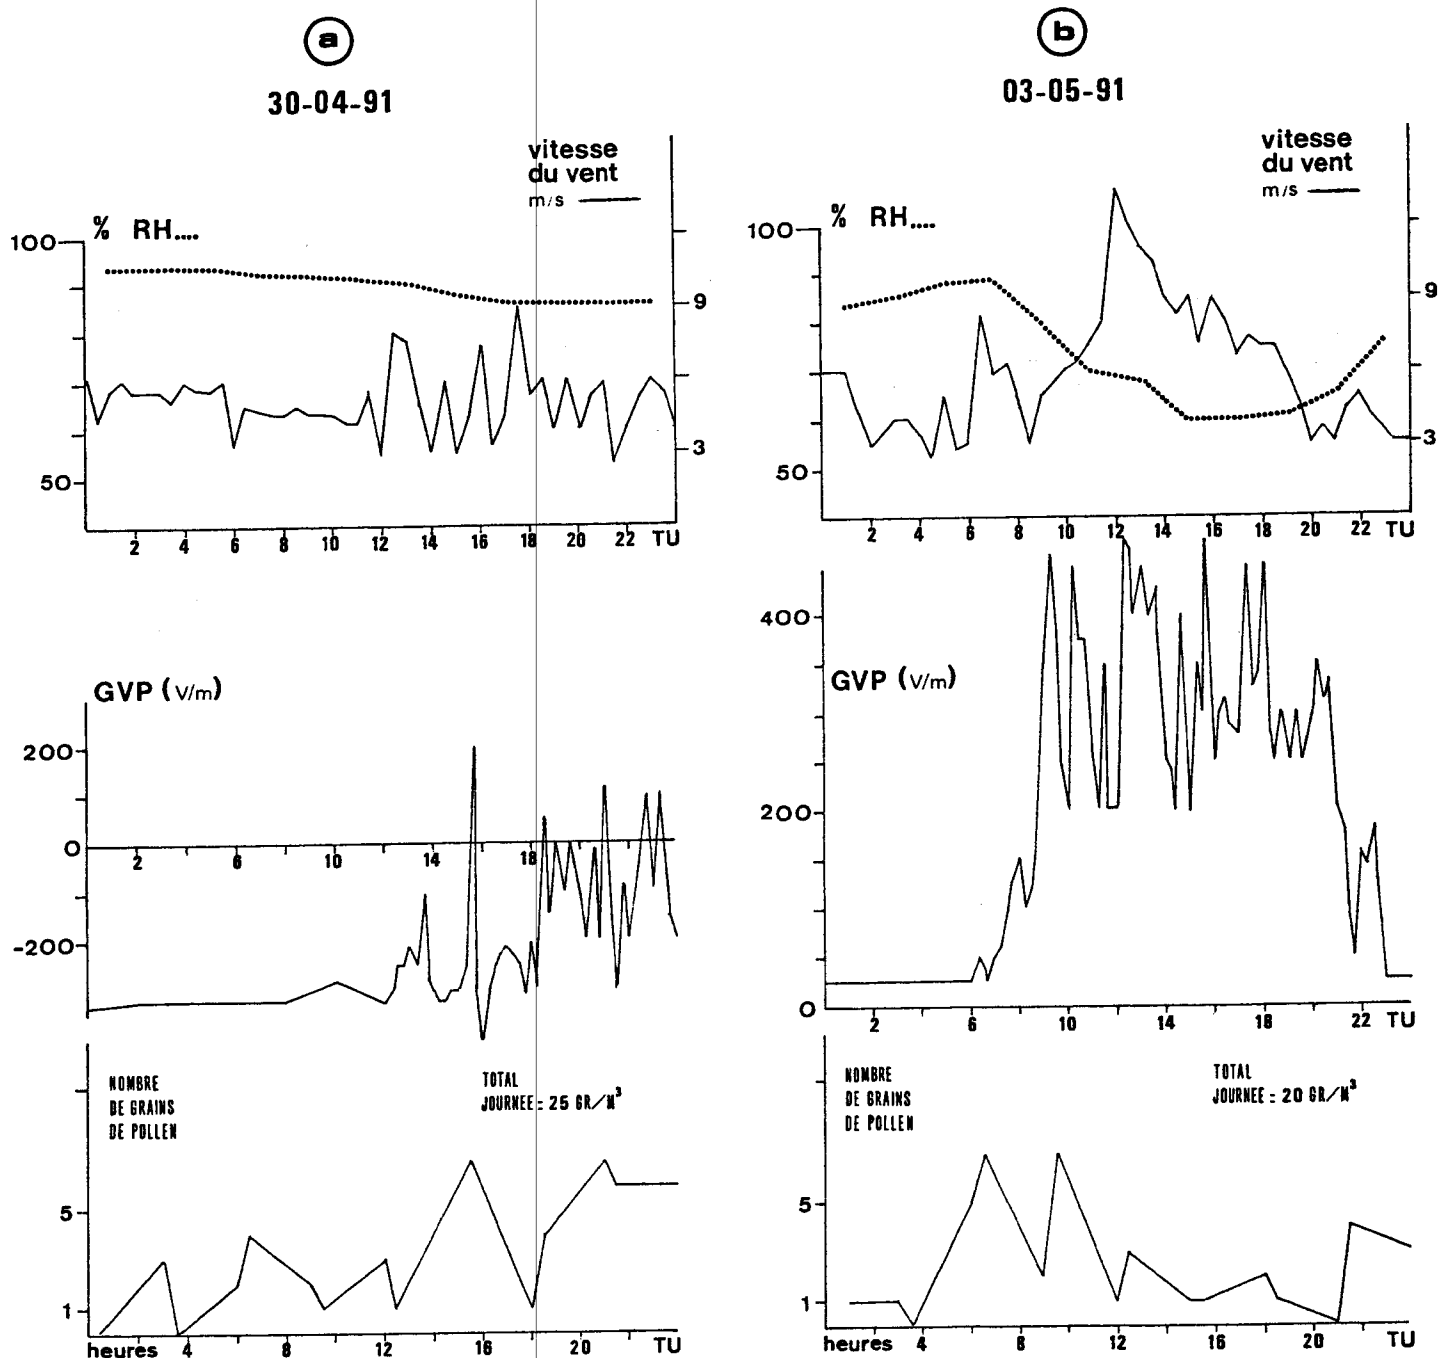 a
30-04-91
vitesse
du vent
m/s
% RH....
100
9
3
50
2 4 6 8 10 12 14 16 18 20 22 TU
GVP (V/m)
200
0
2 6 10 14 18
-200
NOMBRE
DE GRAINS
DE POLLEN
TOTAL
JOURNEE = 25 GR/M³
5
1
heures 4 8 12 16 20 TU
b
03-05-91
vitesse
du vent
m/s
% RH....
100
9
3
50
2 4 6 8 10 12 14 16 18 20 22 TU
400
GVP (V/m)
200
0
2 6 10 14 18 22 TU
NOMBRE
DE GRAINS
DE POLLEN
TOTAL
JOURNEE = 20 GR/M³
5
1
heures 4 8 12 16 20 TU